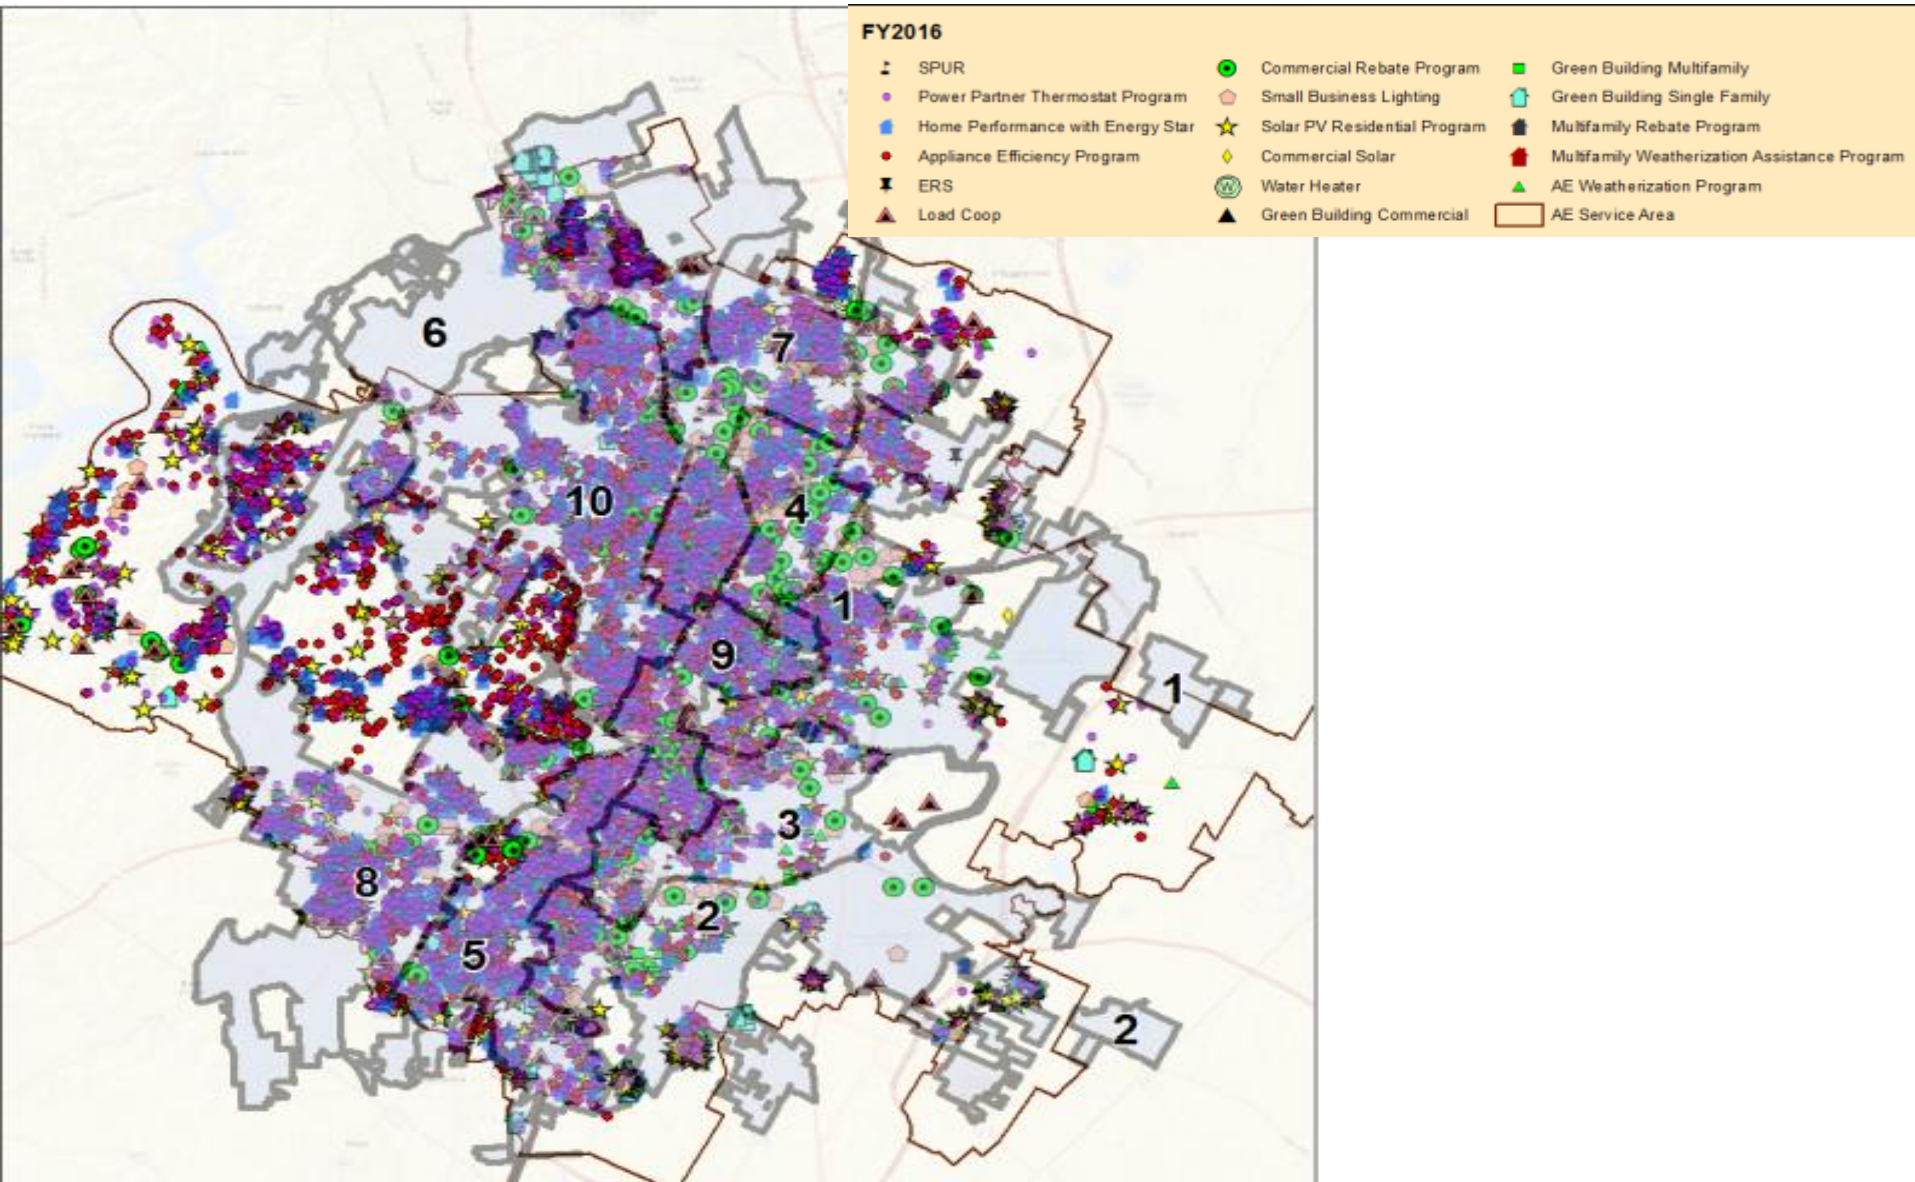 FY2016
SPUR
Power Partner Thermostat Program
Home Performance with Energy Star
Appliance Efficiency Program
ERS
Load Coop
Commercial Rebate Program
Small Business Lighting
Solar PV Residential Program
Commercial Solar
W Water Heater
Green Building Commercial
Green Building Multifamily
Green Building Single Family
Multifamily Rebate Program
Multifamily Weatherization Assistance Program
AE Weatherization Program
AE Service Area
6
7
10
4
1
9
1
3
8
2
5
2